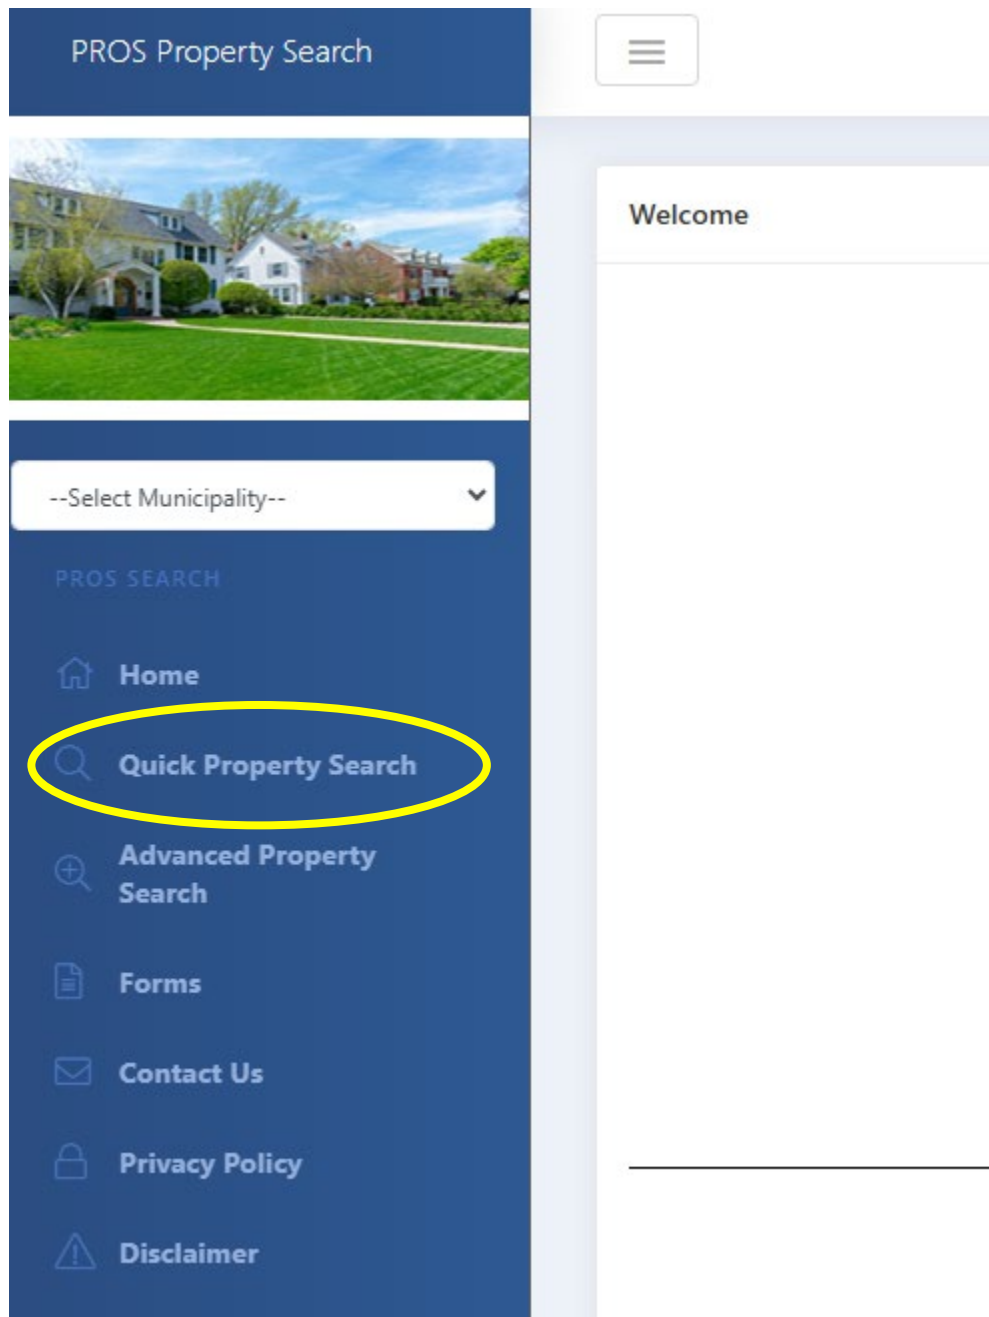 PROS Property Search
Welcome
--Select Municipality--
PROS SEARCH
Home
Quick Property Search
Advanced Property
Search
Forms
Contact Us
Privacy Policy
Disclaimer